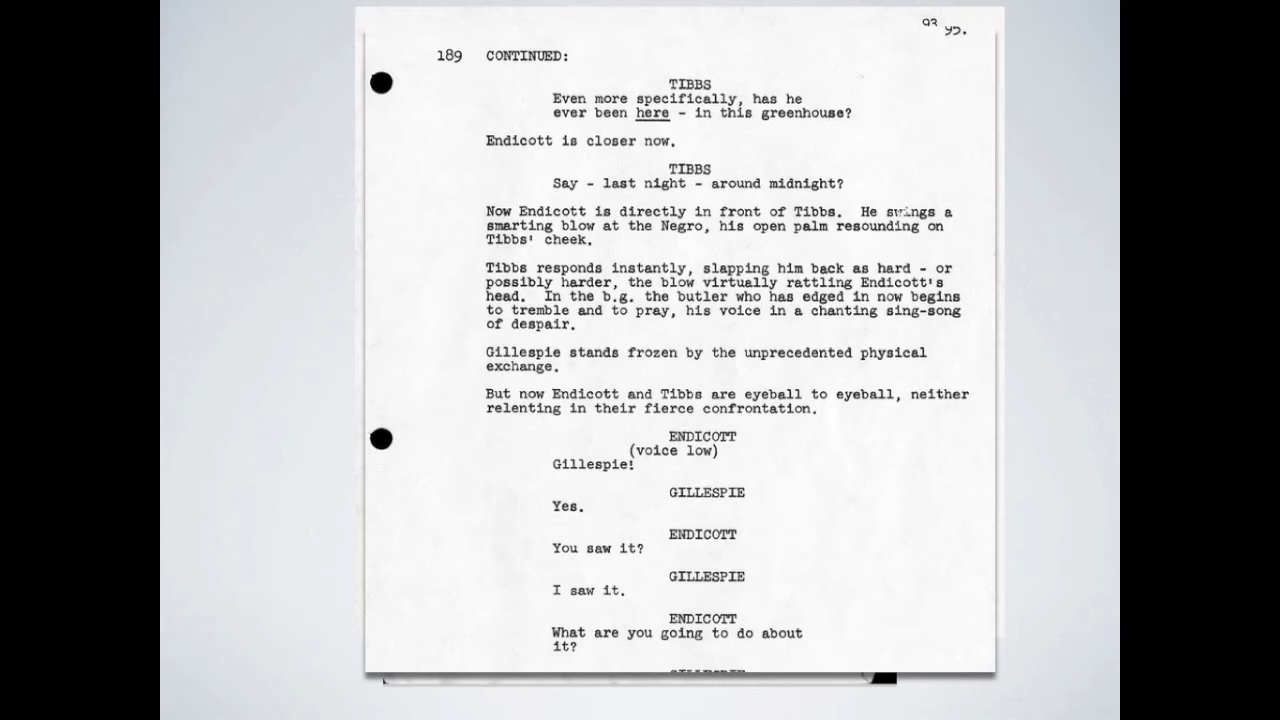 95.
189 CONTINUED:
TIBBS
Even more specifically, has he
ever been here - in this greenhouse?
Endicott is closer now.
TIBBS
Say - last night - around midnight?
Now Endicott is directly in front of Tibbs. He swings a
smarting blow at the Negro, his open palm resounding on
Tibbs' cheek.
Tibbs responds instantly, slapping him back as hard - or
possibly harder, the blow virtually rattling Endicott's
head. In the b.g. the butler who has edged in now begins
to tremble and to pray, his voice in a chanting sing-song
of despair.
Gillespie stands frozen by the unprecedented physical
exchange.
But now Endicott and Tibbs are eyeball to eyeball, neither
relenting in their fierce confrontation.
ENDICOTT
(voice low)
Gillespie!
GILLESPIE
Yes.
ENDICOTT
You saw it?
GILLESPIE
I saw it.
ENDICOTT
What are you going to do about
it?